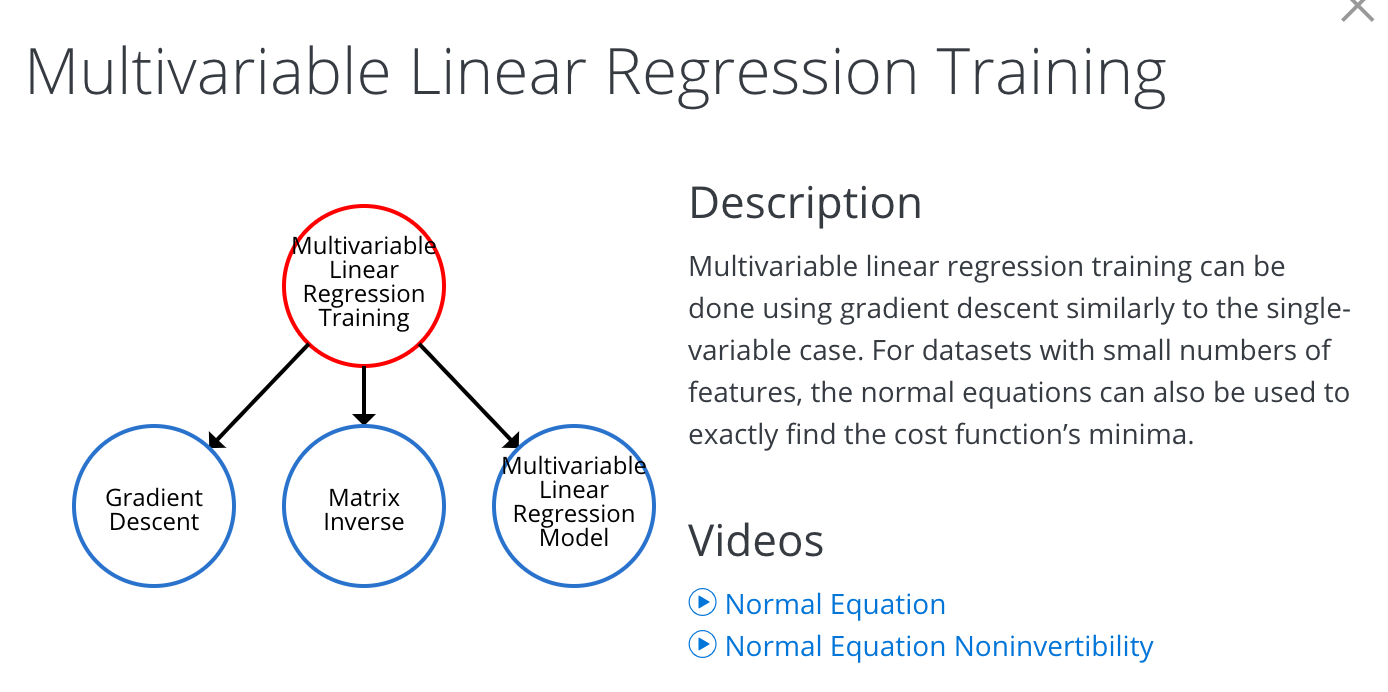 Multivariable Linear Regression Training
Multivariable
Linear
Regression
Training
Gradient
Descent
Matrix
Inverse
Multivariable
Linear
Regression
Model
Description
Multivariable linear regression training can be
done using gradient descent similarly to the single-
variable case. For datasets with small numbers of
features, the normal equations can also be used to
exactly find the cost function’s minima.
Videos
Normal Equation
Normal Equation Noninvertibility